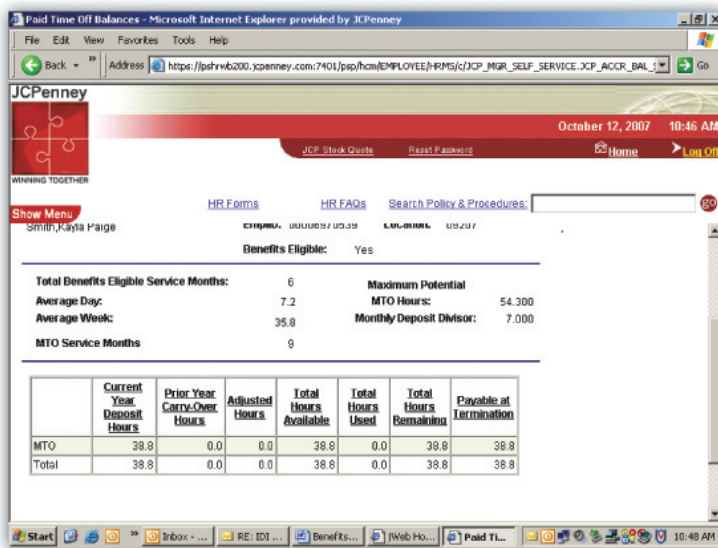 Paid Time Off Balances - Microsoft Internet Explorer provided by JCPenney
File Edit View Favorites Tools Help
Back » Address https://pshrwb200.jcpenney.com:7401/psp/hcm/EMPLOYEE/HRMS/c/JCP_MGR_SELF_SERVICE.JCP_ACCR_BAL_ Go
JCPenney
October 12, 2007 10:46 AM
JCP Stock Quote Reset Password Home Log Off
WINNING TOGETHER
HR Forms HR FAQs Search Policy & Procedures: go
Show Menu
Smith,Kayla Paige Location: 09207
Benefits Eligible: Yes
Total Benefits Eligible Service Months: 6 Maximum Potential
Average Day: 7.2 MTO Hours: 54.300
Average Week: 35.8 Monthly Deposit Divisor: 7.000
MTO Service Months 9
Current Year Deposit Hours Prior Year Carry-Over Hours Adjusted Hours Total Hours Available Total Hours Used Total Hours Remaining Payable at Termination
MTO 38.8 0.0 0.0 38.8 0.0 38.8 38.8
Total 38.8 0.0 0.0 38.8 0.0 38.8 38.8
Start » Inbox - ... RE: IDI ... Benefits... JWeb Ho... Paid Ti... 10:48 AM